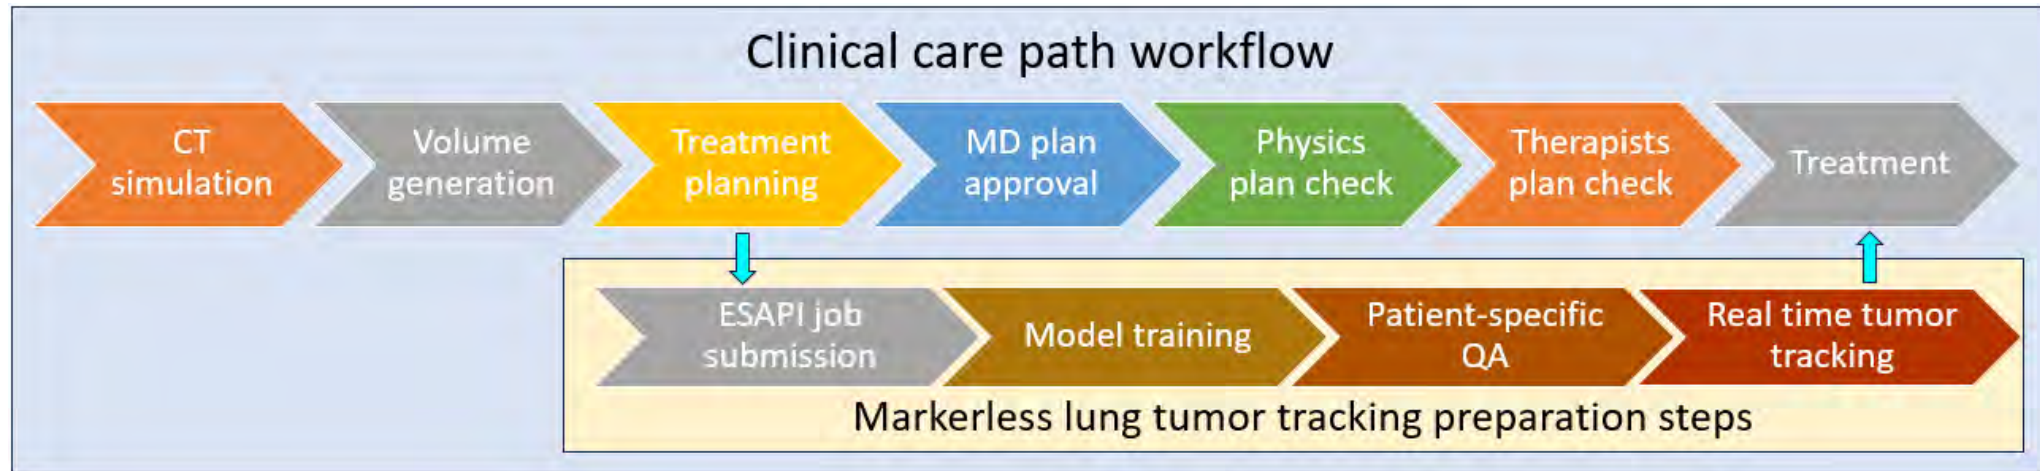 Clinical care path workflow
CT
simulation
Volume
generation
Treatment
planning
MD plan
approval
Physics
plan check
Therapists
plan check
Treatment
ESAPI job
submission
Model training
Patient-specific
QA
Real time tumor
tracking
Markerless lung tumor tracking preparation steps